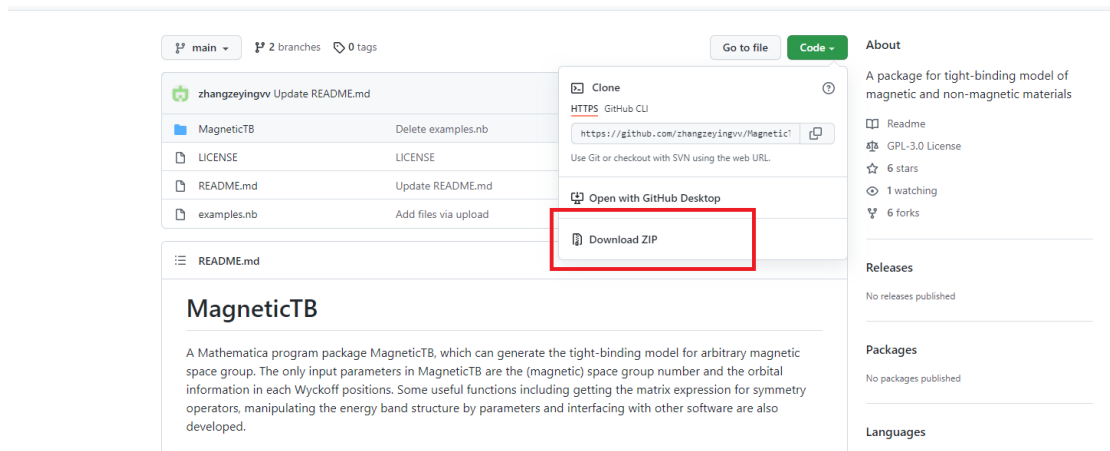 main
2 branches
0 tags
Go to file
Code
zhangzeyingvv Update README.md
MagneticTB
Delete examples.nb
LICENSE
LICENSE
README.md
Update README.md
examples.nb
Add files via upload
Clone
HTTPS GitHub CLI
https://github.com/zhangzeyingvv/Magnetic
Use Git or checkout with SVN using the web URL.
Open with GitHub Desktop
Download ZIP
README.md
MagneticTB
A Mathematica program package MagneticTB, which can generate the tight-binding model for arbitrary magnetic
space group. The only input parameters in MagneticTB are the (magnetic) space group number and the orbital
information in each Wyckoff positions. Some useful functions including getting the matrix expression for symmetry
operators, manipulating the energy band structure by parameters and interfacing with other software are also
developed.
About
A package for tight-binding model of
magnetic and non-magnetic materials
Readme
GPL-3.0 License
6 stars
1 watching
6 forks
Releases
No releases published
Packages
No packages published
Languages